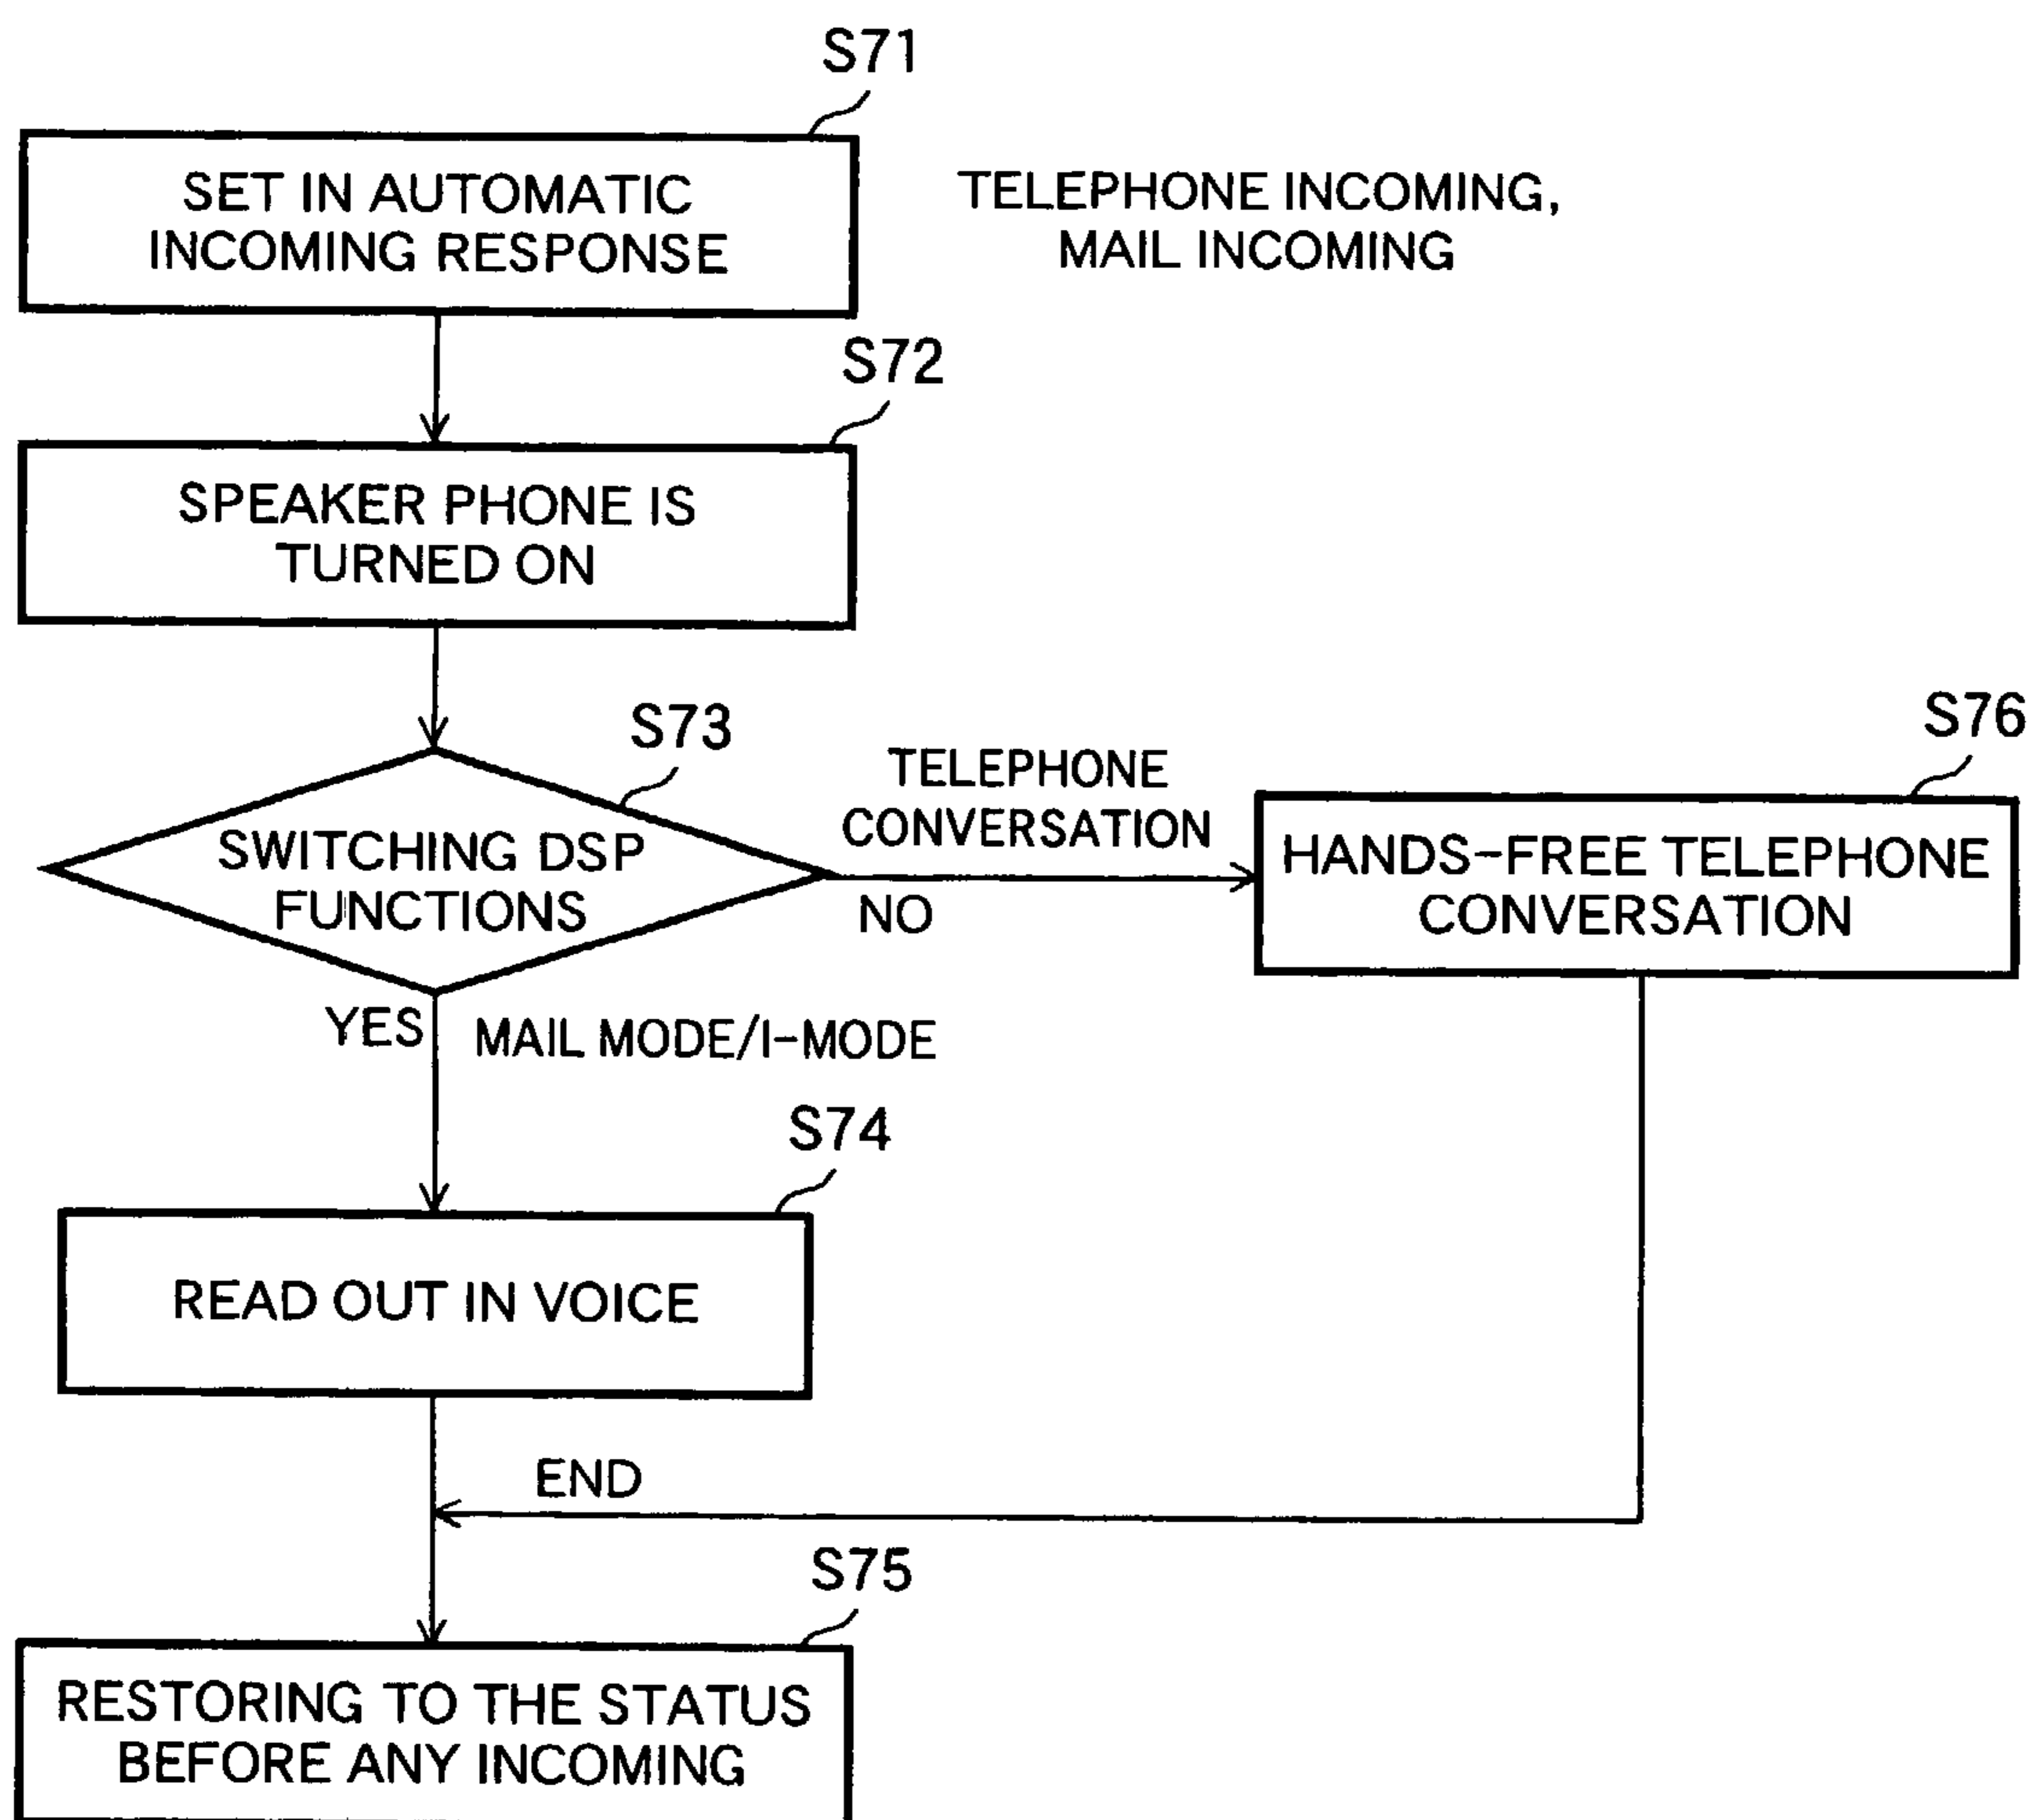 S71
SET IN AUTOMATIC
INCOMING RESPONSE
TELEPHONE INCOMING,
MAIL INCOMING
S72
SPEAKER PHONE IS
TURNED ON
S73
SWITCHING DSP
FUNCTIONS
TELEPHONE
CONVERSATION
NO
S76
HANDS-FREE TELEPHONE
CONVERSATION
YES
MAIL MODE/I-MODE
S74
READ OUT IN VOICE
END
S75
RESTORING TO THE STATUS
BEFORE ANY INCOMING